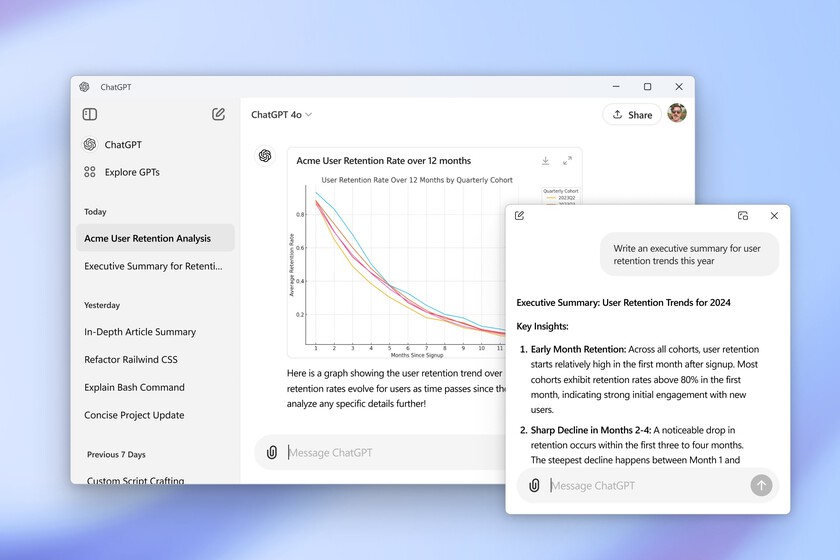 ChatGPT
ChatGPT
Explore GPTs
Today
Acme User Retention Analysis
Executive Summary for Retenti...
Yesterday
In-Depth Article Summary
Refactor Railwind CSS
Explain Bash Command
Concise Project Update
Previous 7 Days
Custom Script Crafting
ChatGPT 4o
Share
Acme User Retention Rate over 12 months
User Retention Rate Over 12 Months by Quarterly Cohort
Quarterly Cohort
2023Q2
Average Retention Rate
0.8
0.6
0.4
0.2
1 2 3 4 5 6 7 8 9 10 11
Months Since Signup
Here is a graph showing the user retention trend over
retention rates evolve for users as time passes since the
analyze any specific details further!
Message ChatGPT
Write an executive summary for user
retention trends this year
Executive Summary: User Retention Trends for 2024
Key Insights:
1. Early Month Retention: Across all cohorts, user retention
starts relatively high in the first month after signup. Most
cohorts exhibit retention rates above 80% in the first
month, indicating strong initial engagement with new
users.
2. Sharp Decline in Months 2-4: A noticeable drop in
retention occurs within the first three to four months.
The steepest decline happens between Month 1 and
Message ChatGPT